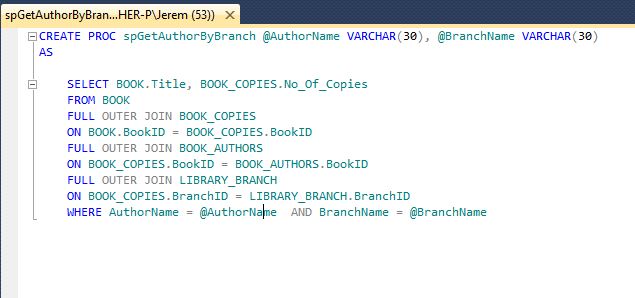 spGetAuthorByBran...HER-P\Jerem (53))
CREATE PROC spGetAuthorByBranch @AuthorName VARCHAR(30), @BranchName VARCHAR(30)
AS
SELECT BOOK.Title, BOOK_COPIES.No_Of_Copies
FROM BOOK
FULL OUTER JOIN BOOK_COPIES
ON BOOK.BookID = BOOK_COPIES.BookID
FULL OUTER JOIN BOOK_AUTHORS
ON BOOK_COPIES.BookID = BOOK_AUTHORS.BookID
FULL OUTER JOIN LIBRARY_BRANCH
ON BOOK_COPIES.BranchID = LIBRARY_BRANCH.BranchID
WHERE AuthorName = @AuthorName  AND BranchName = @BranchName